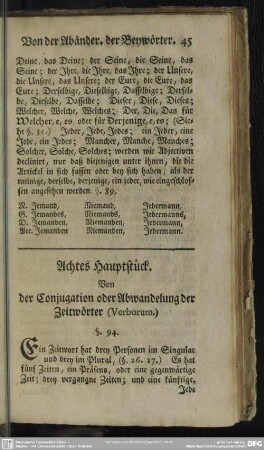 Von der Abänder. der Beywörter. 45
Deine, das Deine; der Seine, die Seine, das
Seine; der Ihre, die Ihre, das Ihre; der Unsere,
die Unsere, das Unsere; der Eure, die Eure, das
Eure; Derselbige, Dieselbige, Dasselbige; Dersel-
be, Dieselbe, Dasselbe; Dieser, Diese, Dieses;
Welcher, Welche, Welches; Der, Die, Das für
Welcher, e, es. oder für Derjenige, e, es; (Sie-
he §. 35.) Jeder, Jede, Jedes; ein Jeder, eine
Jede, ein Jedes; Mancher, Manche, Manches;
Solcher, Solche, Solches; werden wie Adjectiven
declinirt, nur daß diejenigen unter ihnen, die die
Artickel in sich fassen oder bey sich haben, als der
meinige, derselbe, derjenige, ein jeder, wie eingeschlos-
sen angesehen werden §. 89.
N. Jemand, Niemand, Jedermann.
G. Jemandes, Niemands, Jedermanns,
D. Jemanden, Niemanden, Jedermann,
Acc. Jemanden Niemanden, Jedermann.
Achtes Hauptstück.
Von
der Conjugation oder Abwandelung der
Zeitwörter (Verborum.)
§. 94.
Ein Zeitwort hat drey Personen im Singular
und drey im Plural, (§. 26. 27.) Es hat
fünf Zeiten, ein Präsens, oder eine gegenwärtige
Zeit; drey vergangne Zeiten; und eine künftige.
Jede